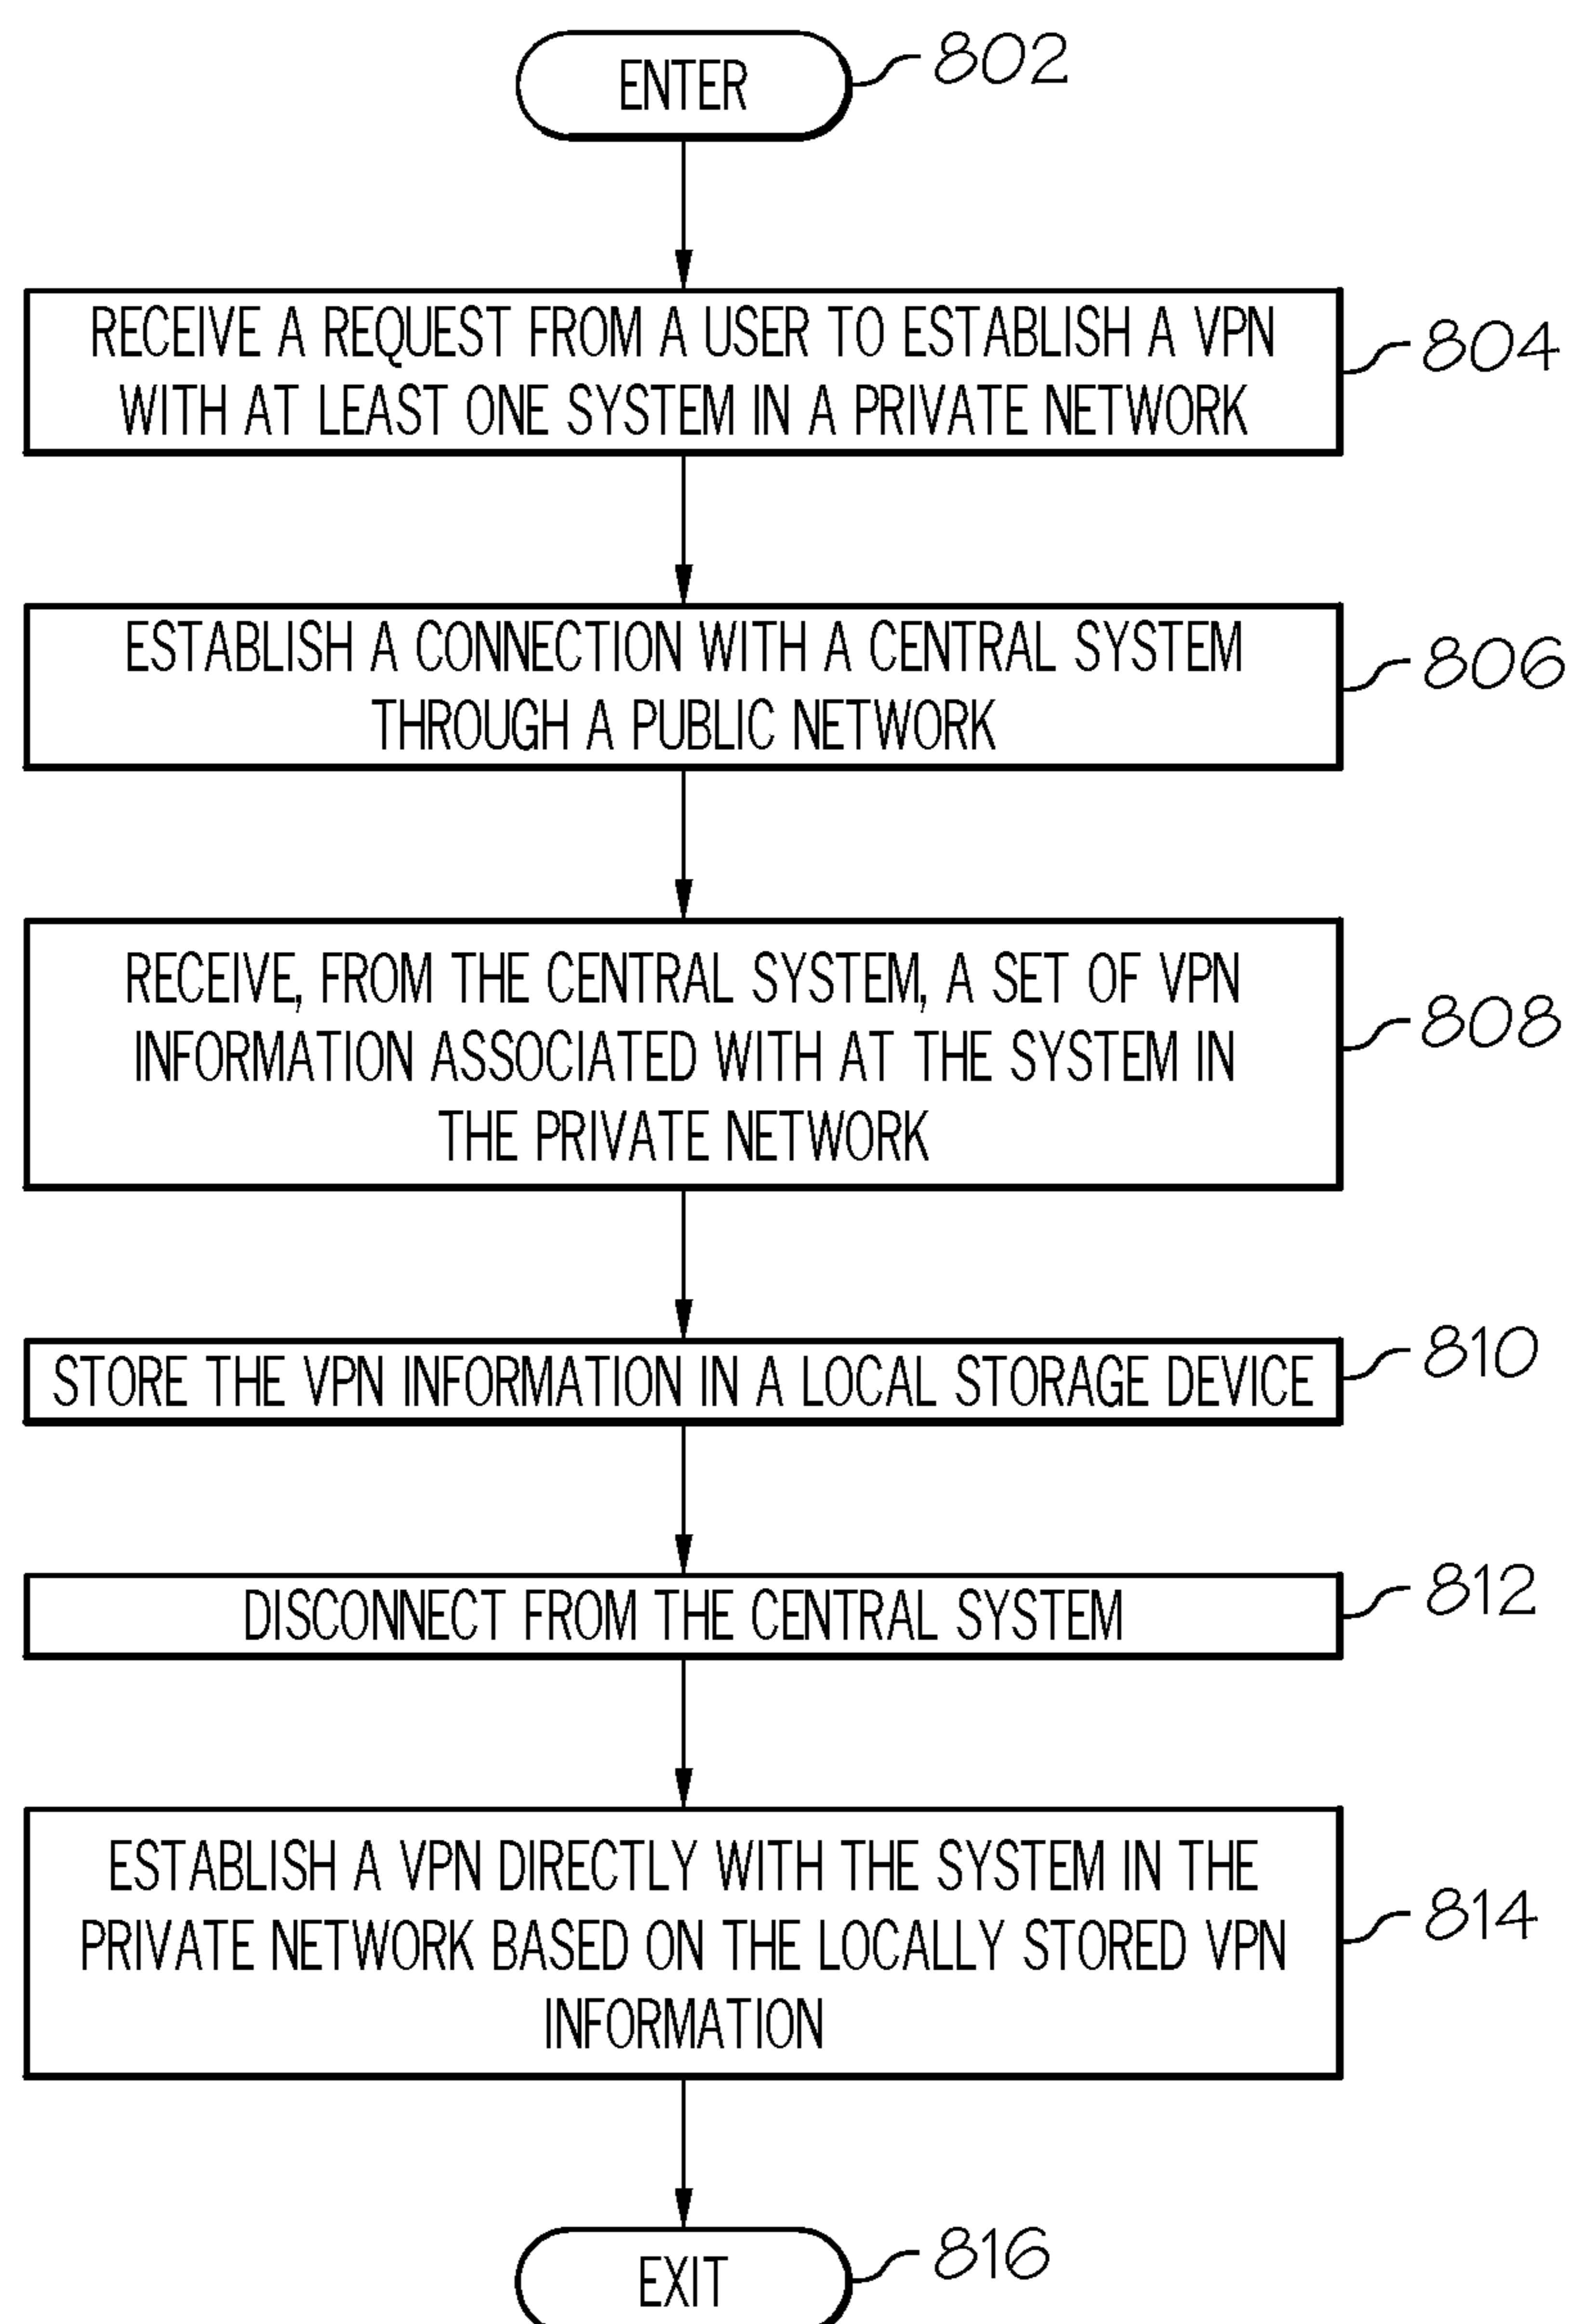 ENTER
802
RECEIVE A REQUEST FROM A USER TO ESTABLISH A VPN
WITH AT LEAST ONE SYSTEM IN A PRIVATE NETWORK
804
ESTABLISH A CONNECTION WITH A CENTRAL SYSTEM
THROUGH A PUBLIC NETWORK
806
RECEIVE, FROM THE CENTRAL SYSTEM, A SET OF VPN
INFORMATION ASSOCIATED WITH AT THE SYSTEM IN
THE PRIVATE NETWORK
808
STORE THE VPN INFORMATION IN A LOCAL STORAGE DEVICE
810
DISCONNECT FROM THE CENTRAL SYSTEM
812
ESTABLISH A VPN DIRECTLY WITH THE SYSTEM IN THE
PRIVATE NETWORK BASED ON THE LOCALLY STORED VPN
INFORMATION
814
EXIT
816